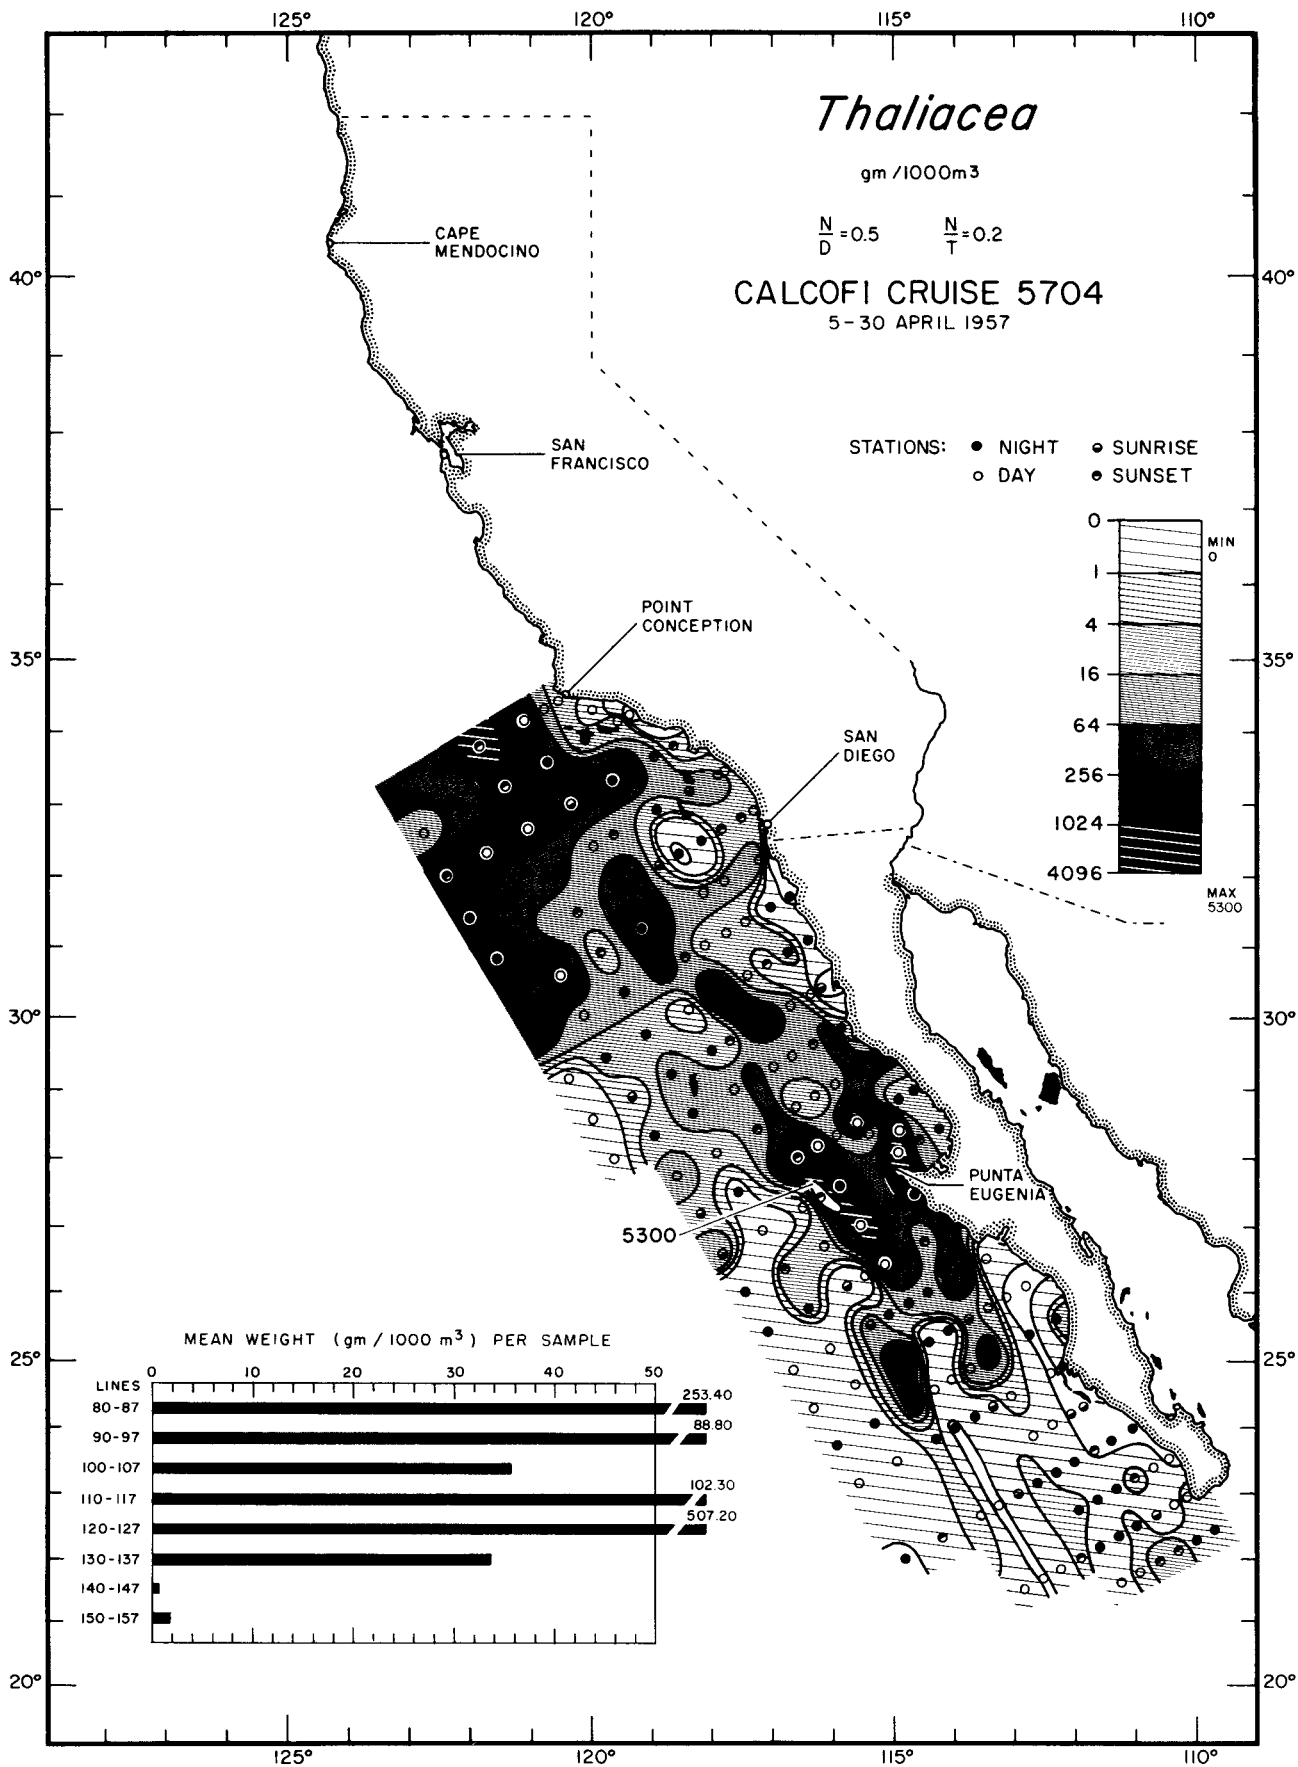 125° 120° 115° 110°
Thaliacea
gm/1000m³
N/D = 0.5 N/T = 0.2
CALCOFI CRUISE 5704
5-30 APRIL 1957
CAPE
MENDOCINO
40° 40°
SAN
FRANCISCO
STATIONS: NIGHT SUNRISE
DAY SUNSET
0
MIN
0
1
4
16
64
256
1024
4096
MAX
5300
POINT
CONCEPTION
35° 35°
SAN
DIEGO
30° 30°
PUNTA
EUGENIA
5300
MEAN WEIGHT (gm/1000 m³) PER SAMPLE
25° 25°
0 10 20 30 40 50
LINES
80-87 253.40
90-97 88.80
100-107
110-117 102.30
120-127 507.20
130-137
140-147
150-157
20° 20°
125° 120° 115° 110°